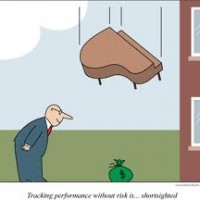 $
Tracking performance without risk is... shortsighted